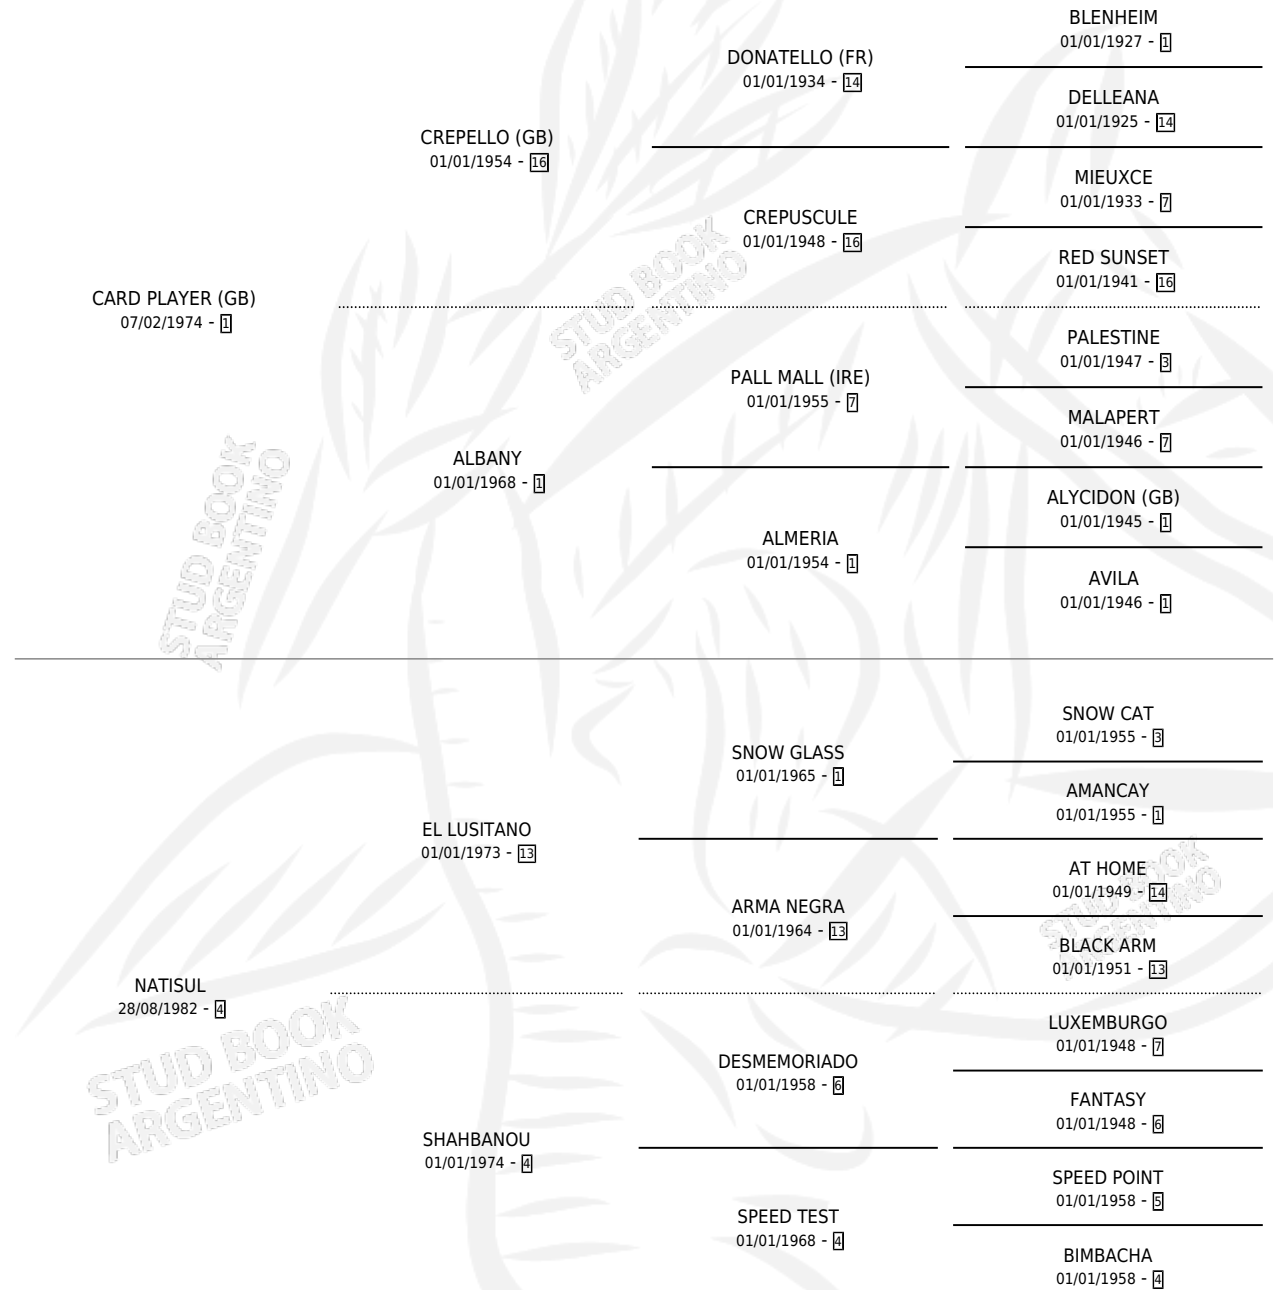 BLENHEIM
01/01/1927 - 1
DONATELLO (FR)
01/01/1934 - 14
DELLEANA
01/01/1925 - 14
CREPELLO (GB)
01/01/1954 - 16
MIEUXCE
01/01/1933 - 7
CREPUSCULE
01/01/1948 - 16
RED SUNSET
01/01/1941 - 16
CARD PLAYER (GB)
07/02/1974 - 1
STUD BOOK
ARGENTINO
PALESTINE
01/01/1947 - 3
PALL MALL (IRE)
01/01/1955 - 7
MALAPERT
01/01/1946 - 7
ALBANY
01/01/1968 - 1
ALYCIDON (GB)
01/01/1945 - 1
ALMERIA
01/01/1954 - 1
AVILA
01/01/1946 - 1
STUD BOOK
ARGENTINO
SNOW CAT
01/01/1955 - 3
SNOW GLASS
01/01/1965 - 1
AMANCAY
01/01/1955 - 1
EL LUSITANO
01/01/1973 - 13
AT HOME
01/01/1949 - 14
ARMA NEGRA
01/01/1964 - 13
BLACK ARM
01/01/1951 - 13
STUD BOOK
ARGENTINO
NATISUL
28/08/1982 - 4
LUXEMBURGO
01/01/1948 - 7
DESMEMORIADO
01/01/1958 - 6
FANTASY
01/01/1948 - 6
STUD BOOK
ARGENTINO
SHAHBANOU
01/01/1974 - 4
SPEED POINT
01/01/1958 - 5
SPEED TEST
01/01/1968 - 4
BIMBACHA
01/01/1958 - 4